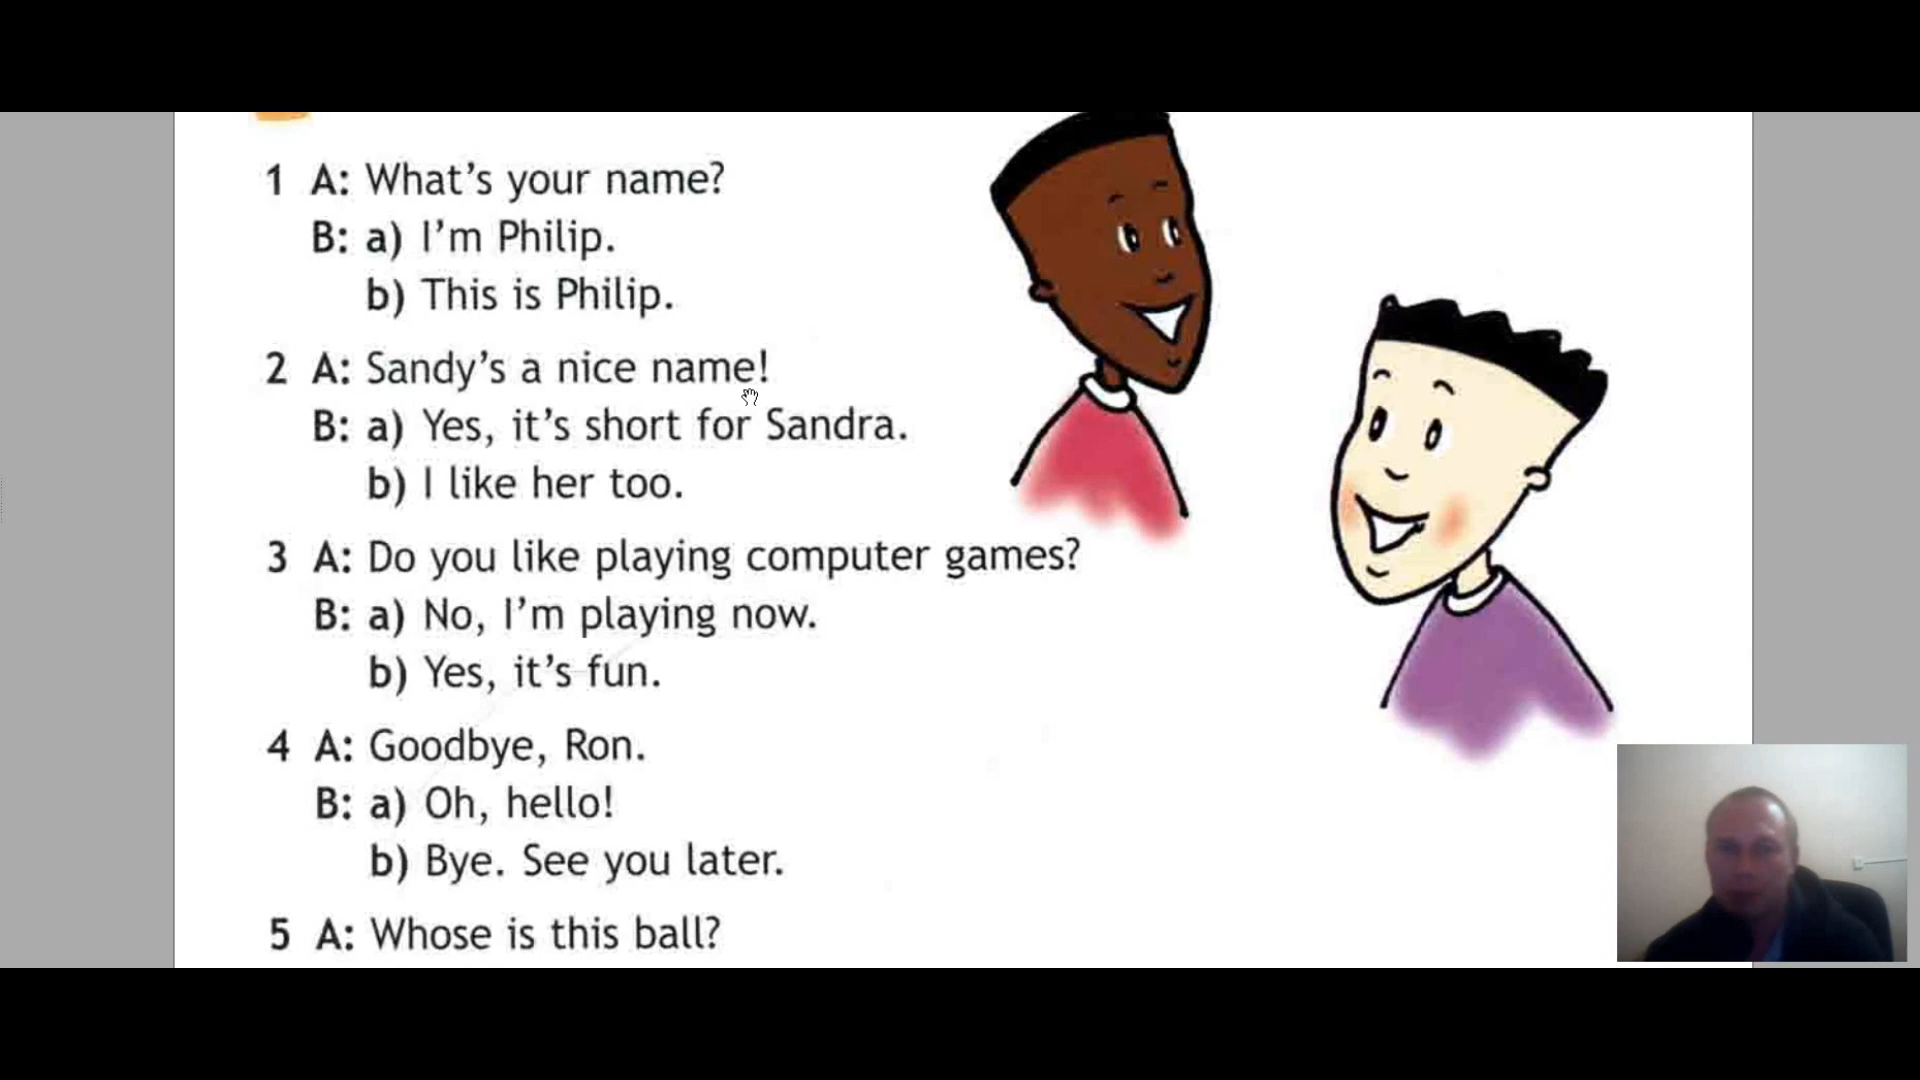 1 A: What's your name?
B: a) I'm Philip.
b) This is Philip.
2 A: Sandy's a nice name!
B: a) Yes, it's short for Sandra.
b) I like her too.
3 A: Do you like playing computer games?
B: a) No, I'm playing now.
b) Yes, it's fun.
4 A: Goodbye, Ron.
B: a) Oh, hello!
b) Bye. See you later.
5 A: Whose is this ball?